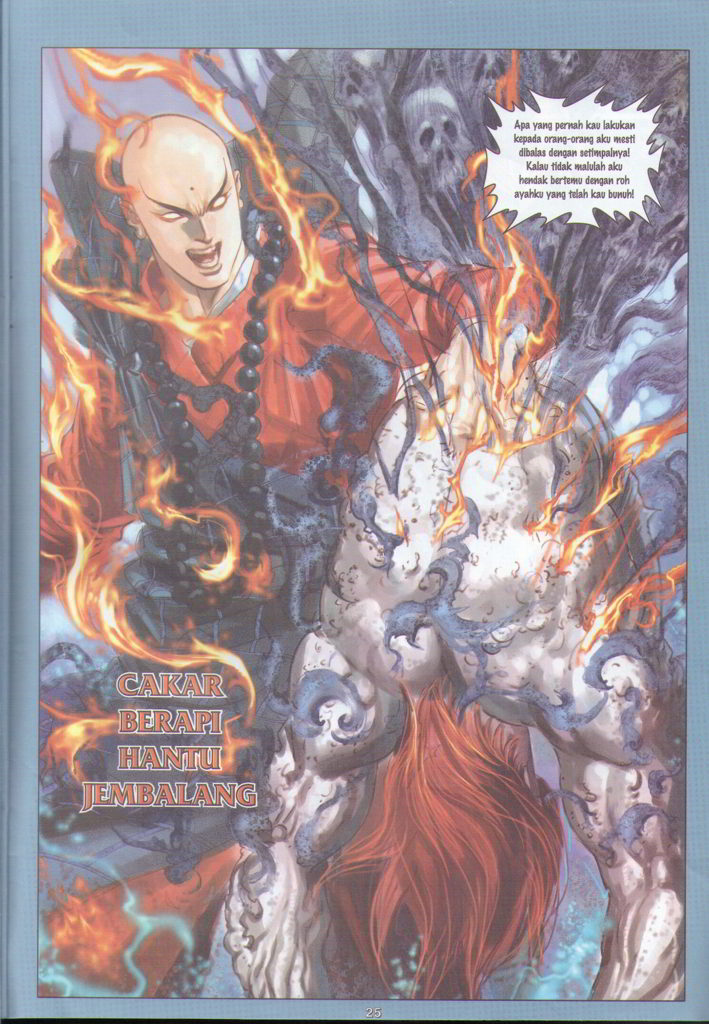 Apa yang pernah kau lakukan
kepada orang-orang aku mesti
dibalas dengan setimpalnya!
Kalau tidak malulah aku
hendak bertemu dengan roh
ayahku yang telah kau bunuh!
CAKAR
BERAPI
HANTU
JEMBALANG
25